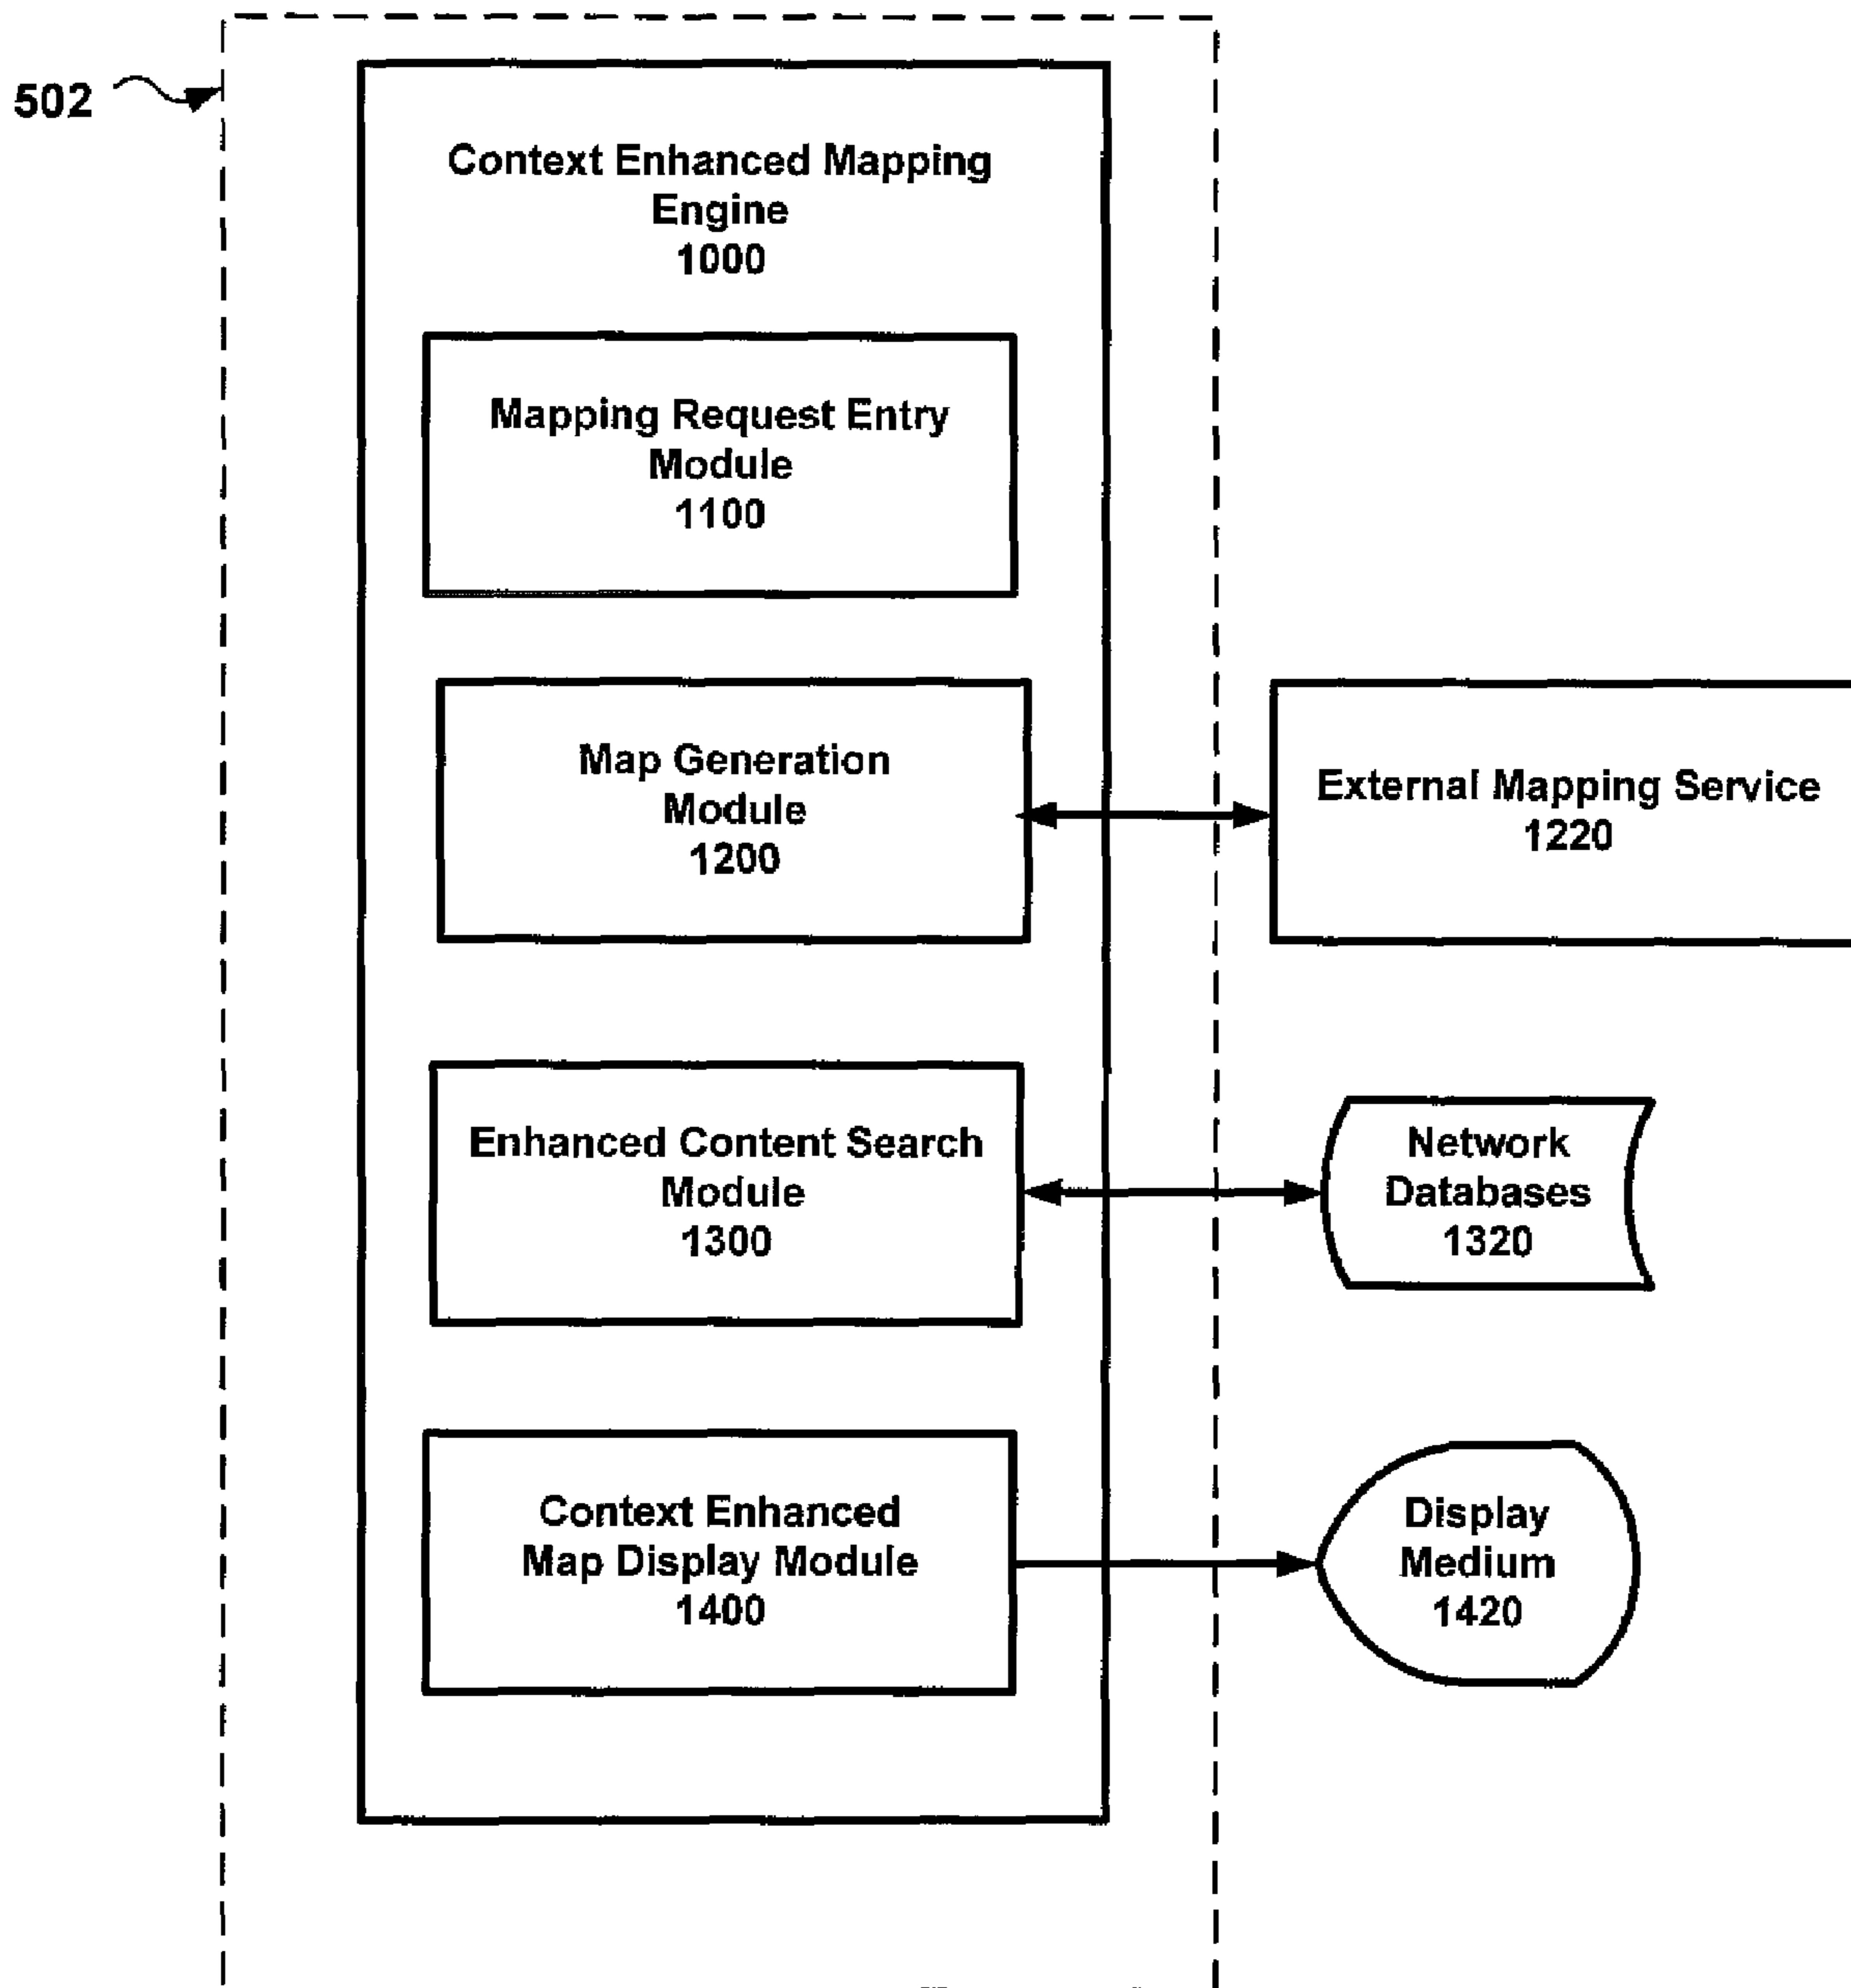 502
Context Enhanced Mapping
Engine
1000
Mapping Request Entry
Module
1100
Map Generation
Module
1200
External Mapping Service
1220
Enhanced Content Search
Module
1300
Network
Databases
1320
Context Enhanced
Map Display Module
1400
Display
Medium
1420